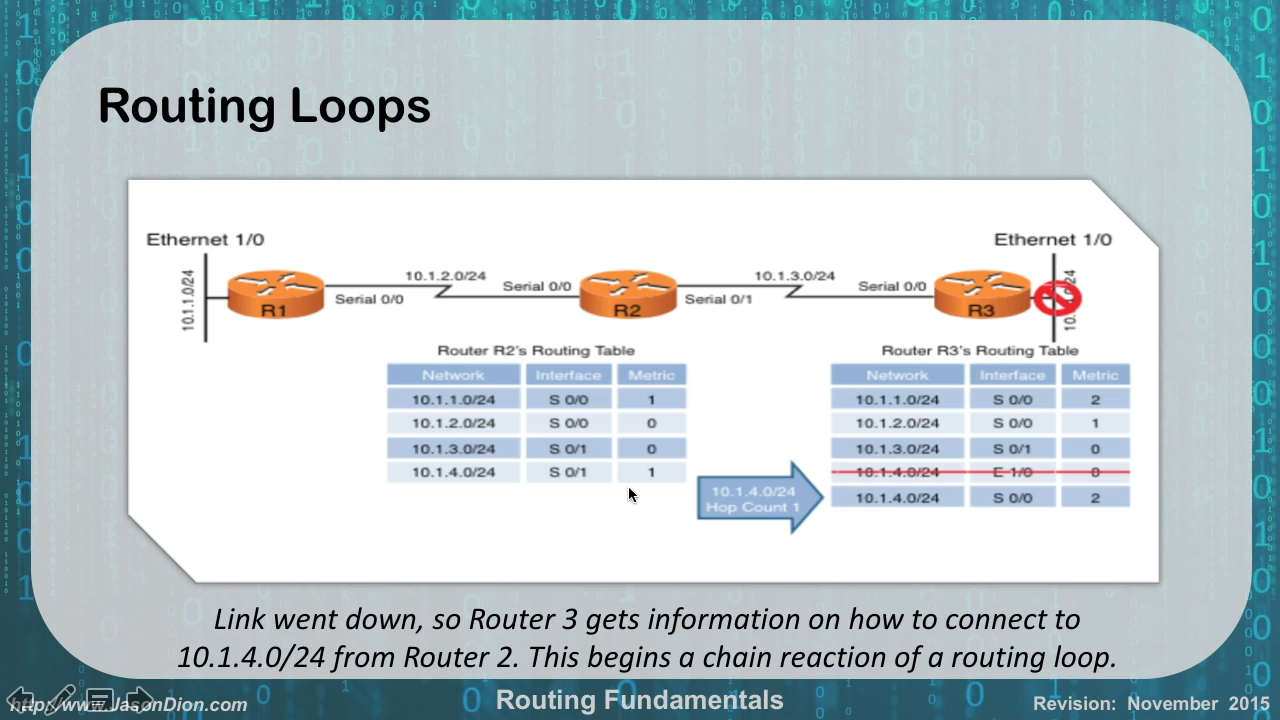 Routing Loops
Ethernet 1/0
Ethernet 1/0
10.1.1.0/24
10.1.2.0/24
10.1.3.0/24
Serial 0/0
Serial 0/0
Serial 0/1
Serial 0/0
R1
R2
R3
Router R2's Routing Table
Network Interface Metric
10.1.1.0/24 S 0/0 1
10.1.2.0/24 S 0/0 0
10.1.3.0/24 S 0/1 0
10.1.4.0/24 S 0/1 1
10.1.4.0/24
Hop Count 1
Router R3's Routing Table
Network Interface Metric
10.1.1.0/24 S 0/0 2
10.1.2.0/24 S 0/0 1
10.1.3.0/24 S 0/1 0
10.1.4.0/24 E 1/0 0
10.1.4.0/24 S 0/0 2
Link went down, so Router 3 gets information on how to connect to
10.1.4.0/24 from Router 2. This begins a chain reaction of a routing loop.
http://www.JasonDion.com
Routing Fundamentals
Revision: November 2015